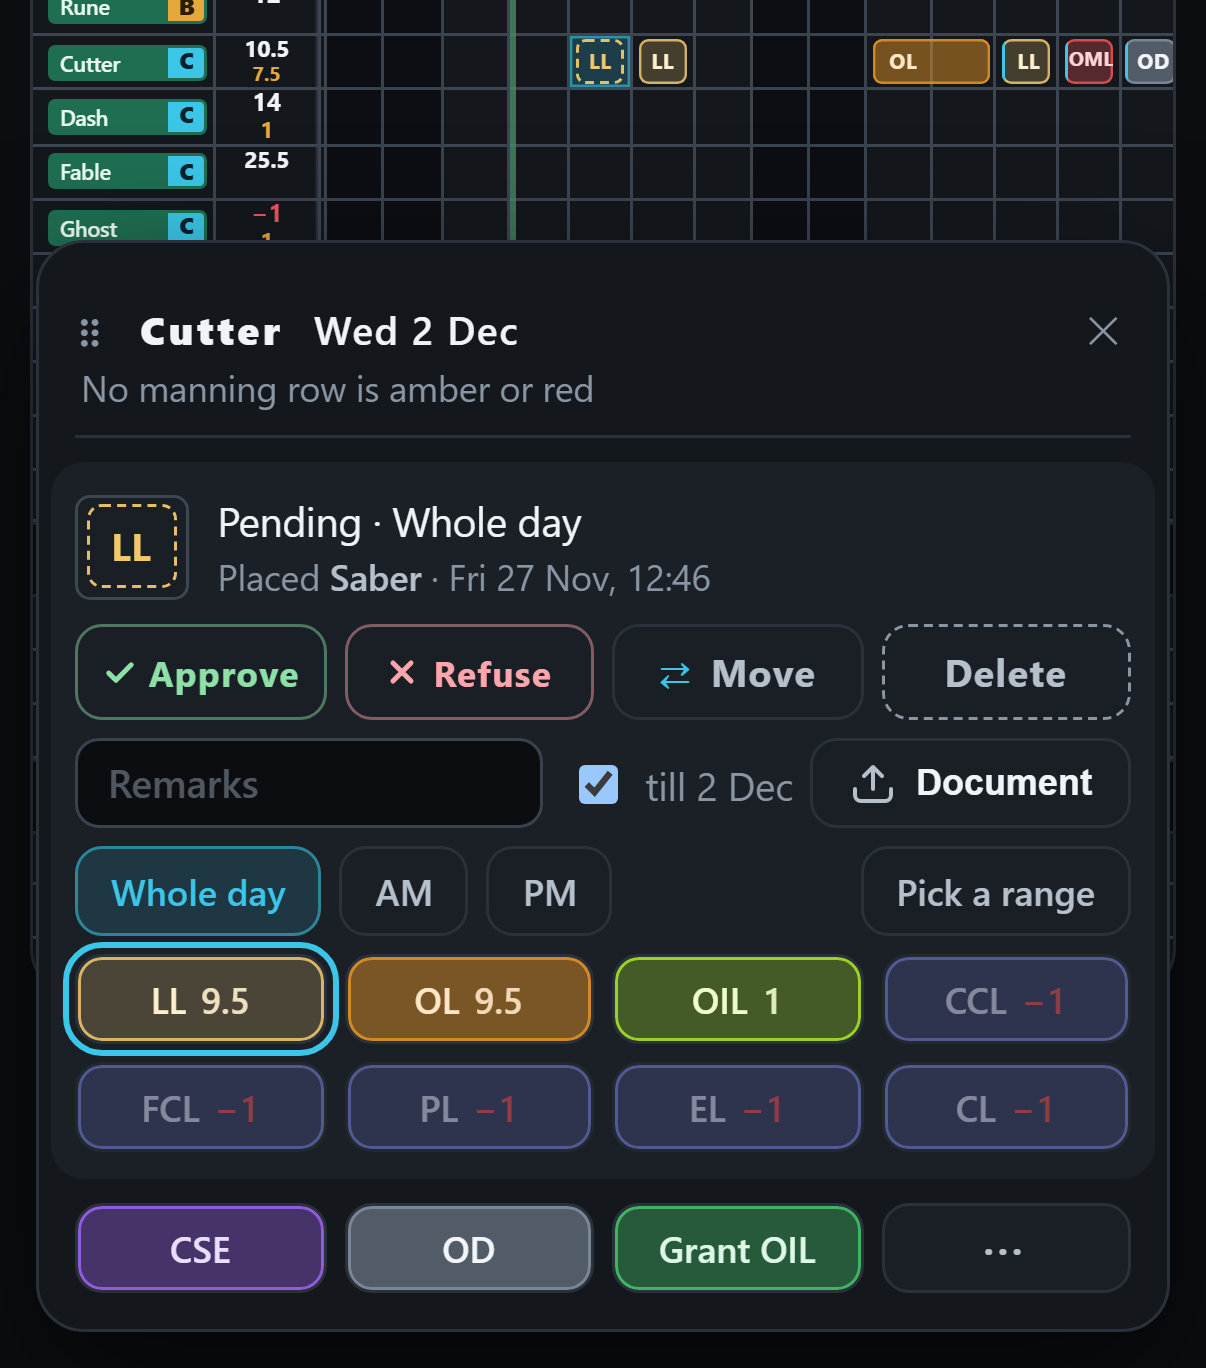 Rune B
Cutter C 10.5 LL LL OL LL OML OD
7.5
Dash C 14
1
Fable C 25.5
Ghost C −1
Cutter Wed 2 Dec
No manning row is amber or red
LL Pending · Whole day
Placed Saber · Fri 27 Nov, 12:46
Approve Refuse Move Delete
Remarks till 2 Dec Document
Whole day AM PM Pick a range
LL 9.5 OL 9.5 OIL 1 CCL −1
FCL −1 PL −1 EL −1 CL −1
CSE OD Grant OIL ...